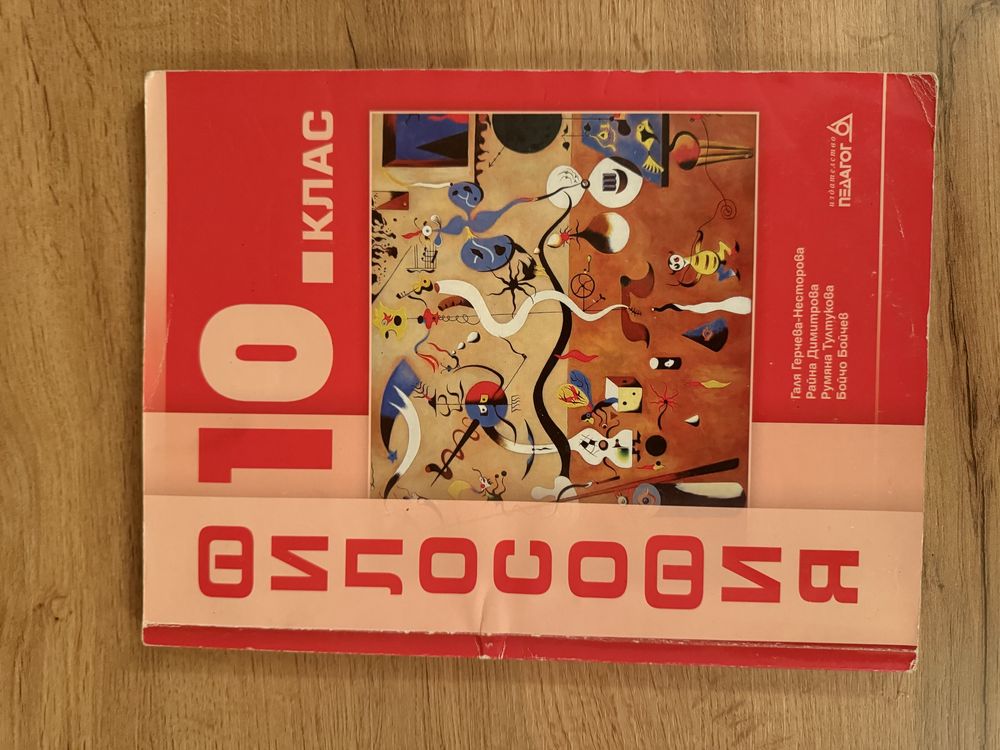 ФИЛОСОФИЯ
10 КЛАС
Галя Герчева-Несторова
Райна Димитрова
Румяна Тултукова
Бойчо Бойчев
издателство
ПЕДАГОГ 6